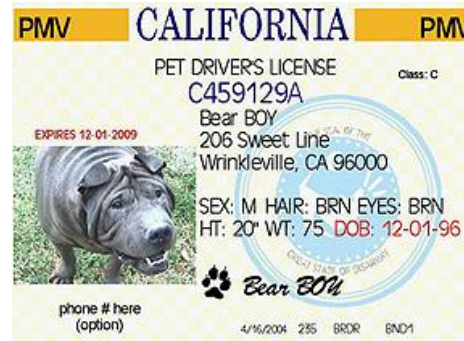 PMV CALIFORNIA PMV
PET DRIVER'S LICENSE
Class: C
C459129A
Bear BOY
EXPIRES 12-01-2009
206 Sweet Line
Wrinkleville, CA 96000
SEX: M HAIR: BRN EYES: BRN
HT: 20" WT: 75 DOB: 12-01-96
Bear BOY
phone # here
(option)
4/16/2004 235 BRDR BND1